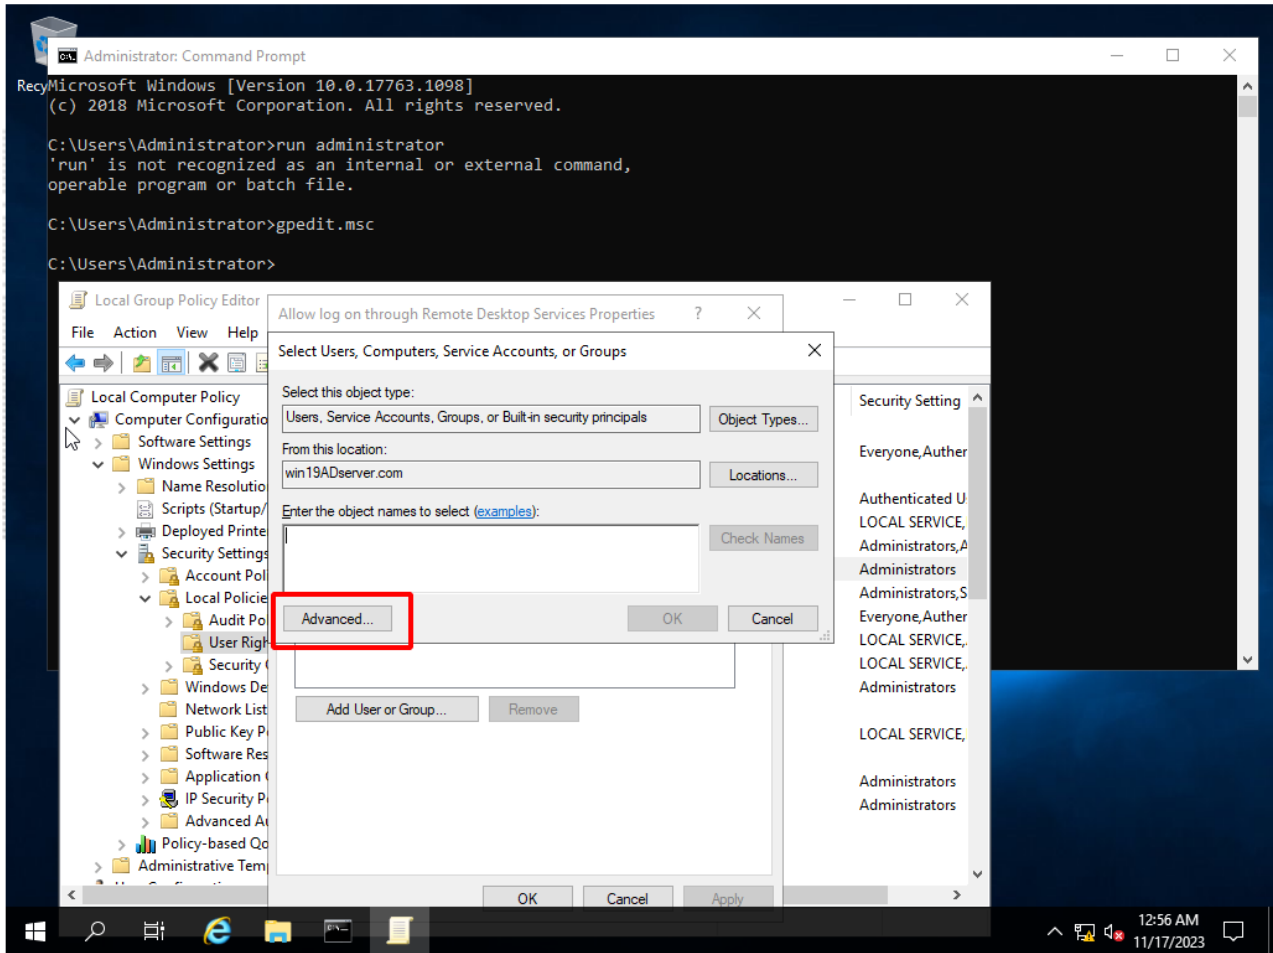 Administrator: Command Prompt
Recy
Microsoft Windows [Version 10.0.17763.1098]
(c) 2018 Microsoft Corporation. All rights reserved.
C:\Users\Administrator>run administrator
'run' is not recognized as an internal or external command,
operable program or batch file.
C:\Users\Administrator>gpedit.msc
C:\Users\Administrator>
Local Group Policy Editor
File Action View Help
Allow log on through Remote Desktop Services Properties ?
Select Users, Computers, Service Accounts, or Groups
Select this object type:
Users, Service Accounts, Groups, or Built-in security principals
Object Types...
From this location:
win19ADserver.com
Locations...
Enter the object names to select (examples):
Check Names
Advanced...
OK
Cancel
Add User or Group...
Remove
OK
Cancel
Apply
Local Computer Policy
Computer Configuratio
Software Settings
Windows Settings
Name Resolutio
Scripts (Startup/
Deployed Printe
Security Settings
Account Poli
Local Policie
Audit Po
User Righ
Security
Windows De
Network List
Public Key P
Software Res
Application
IP Security P
Advanced Au
Policy-based Qo
Administrative Temp
Security Setting
Everyone,Auther
Authenticated U
LOCAL SERVICE,
Administrators,A
Administrators
Administrators,S
Everyone,Auther
LOCAL SERVICE,
LOCAL SERVICE,
Administrators
LOCAL SERVICE,
Administrators
Administrators
12:56 AM
11/17/2023